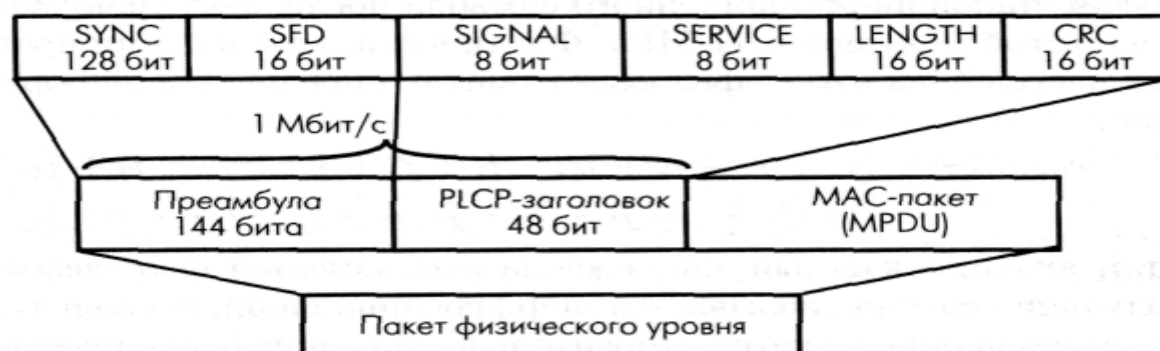 SYNC SFD SIGNAL SERVICE LENGTH CRC
128 бит 16 бит 8 бит 8 бит 16 бит 16 бит
1 Мбит/с
Преамбула PLCP-заголовок MAC-пакет
144 бита 48 бит (MPDU)
Пакет физического уровня